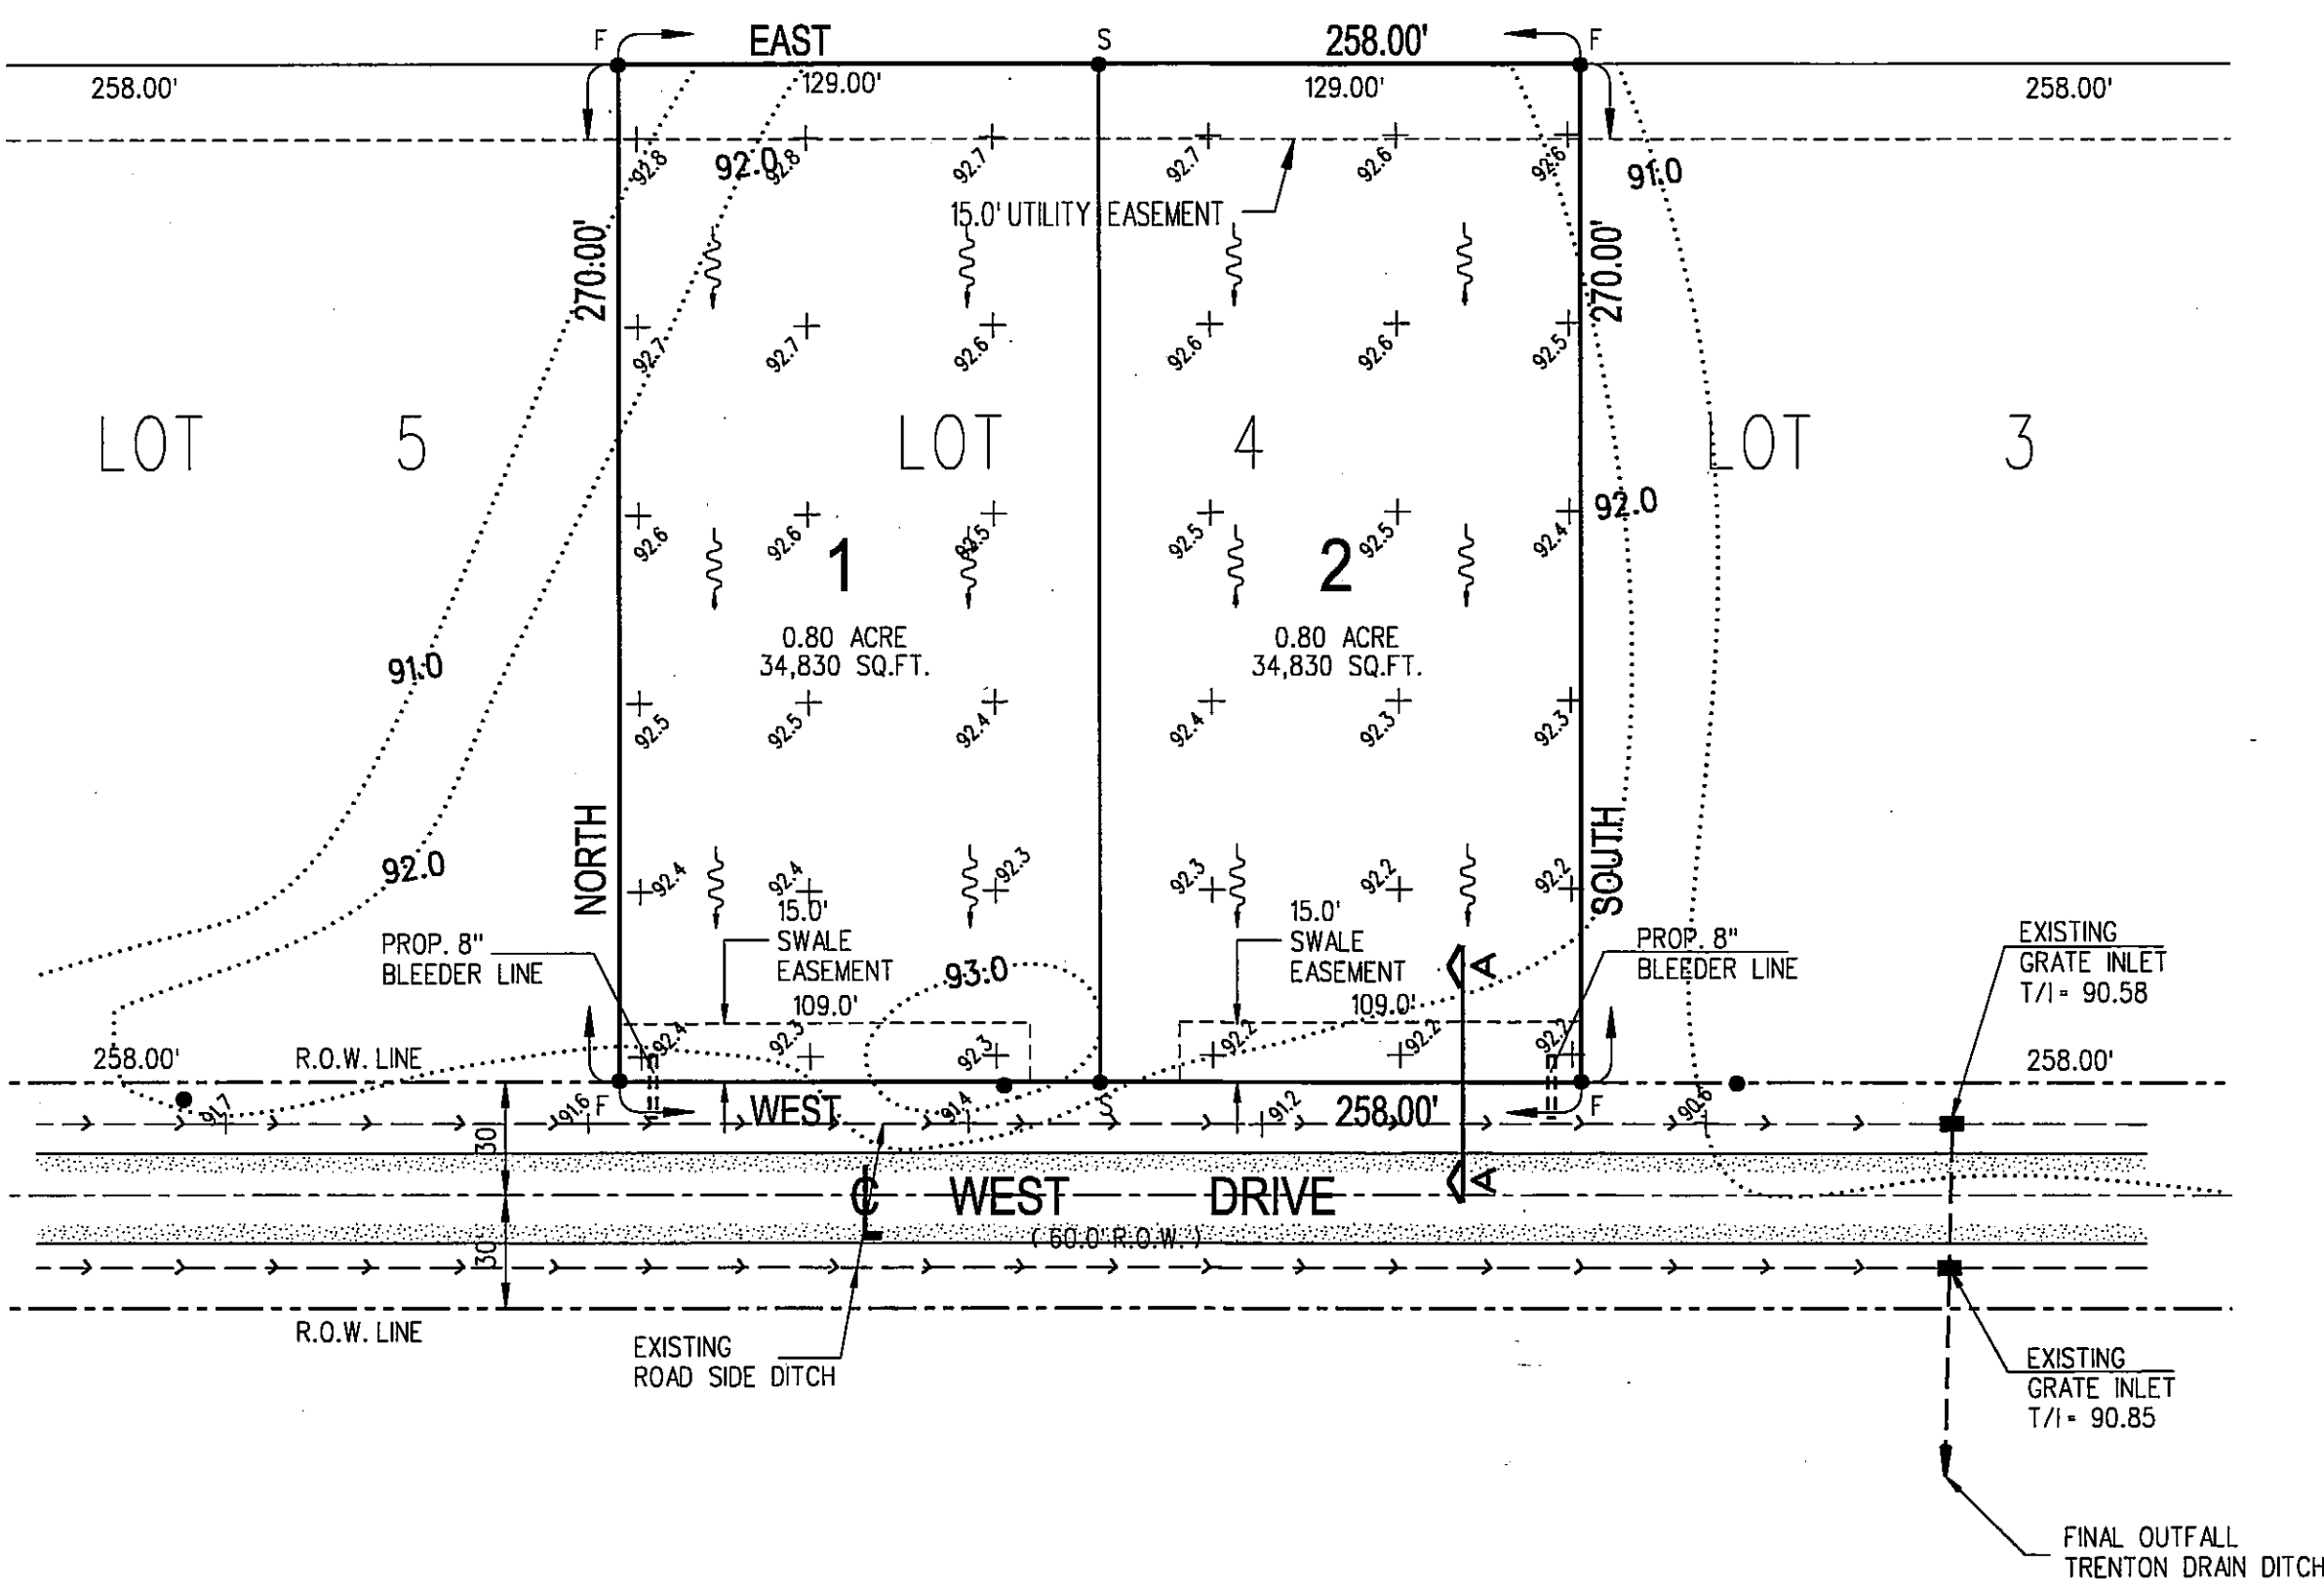 F EAST S 258.00' F
258.00' 129.00' 129.00' 258.00'
92.8 92.0 92.8 92.7 92.7 92.6 92.6 91.0
15.0' UTILITY EASEMENT
270.00' 270.00'
92.7 92.7 92.6 92.6 92.6 92.5
LOT 5 LOT 4 LOT 3
92.0
92.6 92.6 92.5 92.5 92.5 92.4
1 2
0.80 ACRE 0.80 ACRE
34,830 SQ.FT. 34,830 SQ.FT.
91.0
92.5 92.5 92.4 92.4 92.3 92.3
NORTH SOUTH
92.0
92.4 92.4 92.3 92.3 92.2 92.2
PROP. 8"
BLEEDER LINE
15.0'
SWALE
EASEMENT
109.0'
93.0
15.0'
SWALE
EASEMENT
109.0'
A
PROP. 8"
BLEEDER LINE
EXISTING
GRATE INLET
T/I= 90.58
92.4 92.3 92.3 92.2 92.2 92.2
258.00' R.O.W. LINE 258.00'
F WEST S 258.00' F
91.7 91.6 91.4 91.2 90.6
30'
CL WEST DRIVE
A
( 60.0' R.O.W. )
30'
R.O.W. LINE
EXISTING
ROAD SIDE DITCH
EXISTING
GRATE INLET
T/I= 90.85
FINAL OUTFALL
TRENTON DRAIN DITCH